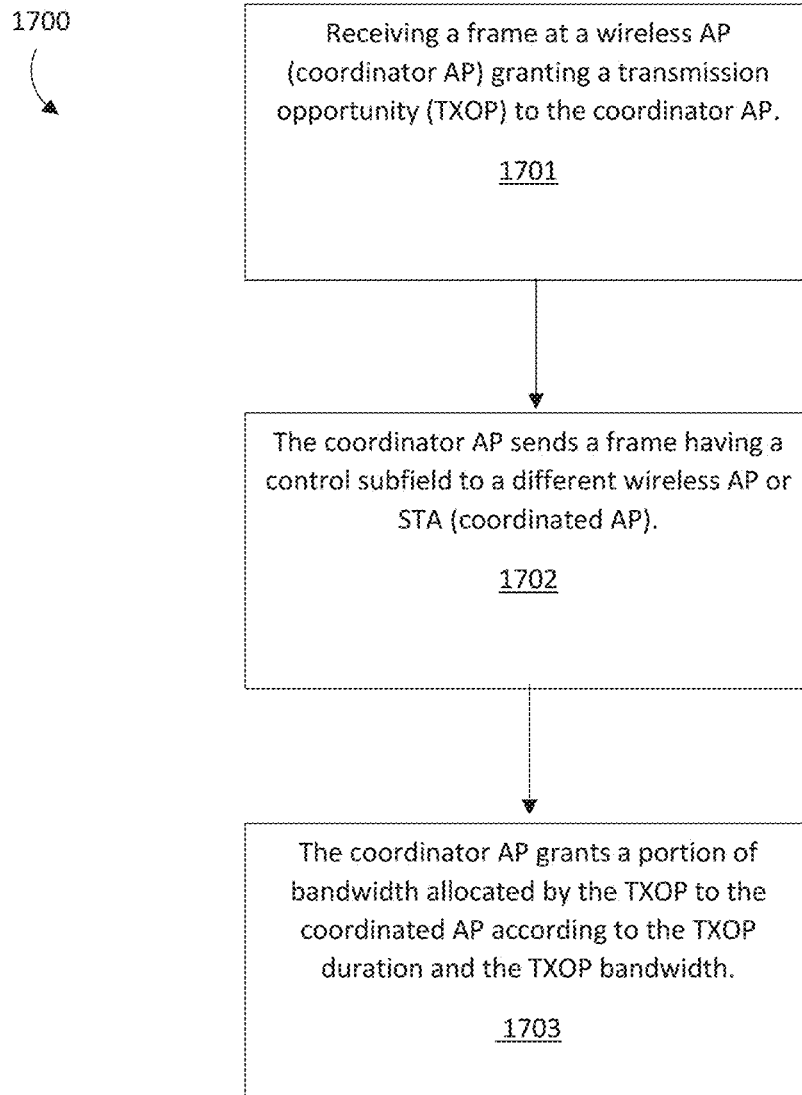 1700
Receiving a frame at a wireless AP
(coordinator AP) granting a transmission
opportunity (TXOP) to the coordinator AP.
1701
The coordinator AP sends a frame having a
control subfield to a different wireless AP or
STA (coordinated AP).
1702
The coordinator AP grants a portion of
bandwidth allocated by the TXOP to the
coordinated AP according to the TXOP
duration and the TXOP bandwidth.
1703